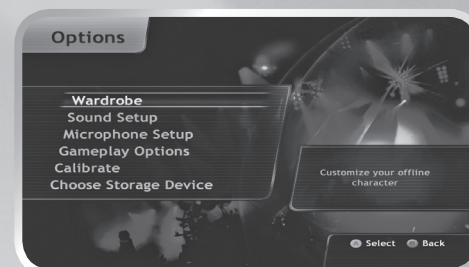 Options
Wardrobe
Sound Setup
Microphone Setup
Gameplay Options
Calibrate
Choose Storage Device
Customize your offline
character
A Select B Back